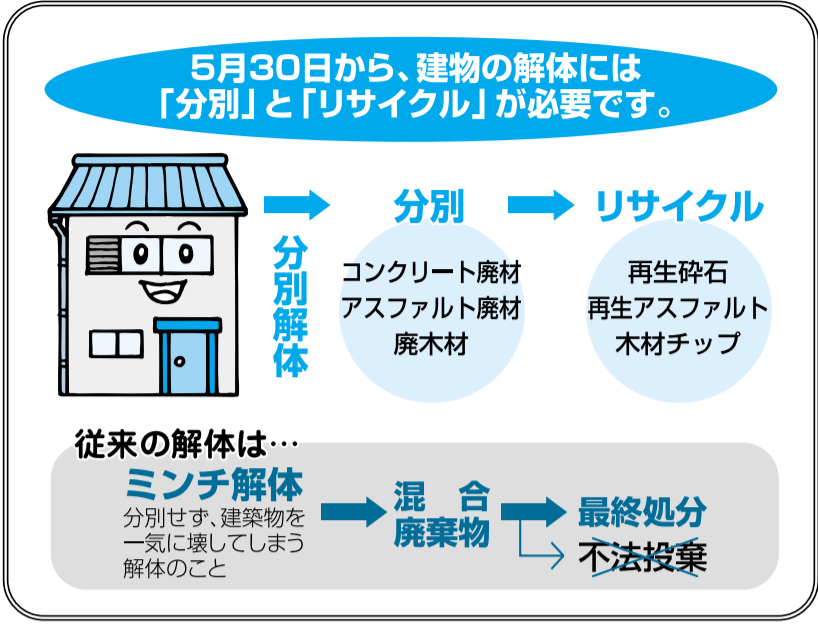 5月30日から、建物の解体には
「分別」と「リサイクル」が必要です。
分別解体
分別
コンクリート廃材
アスファルト廃材
廃木材
リサイクル
再生砕石
再生アスファルト
木材チップ
従来の解体は…
ミンチ解体
分別せず、建築物を
一気に壊してしまう
解体のこと
混　合
廃棄物
最終処分
不法投棄